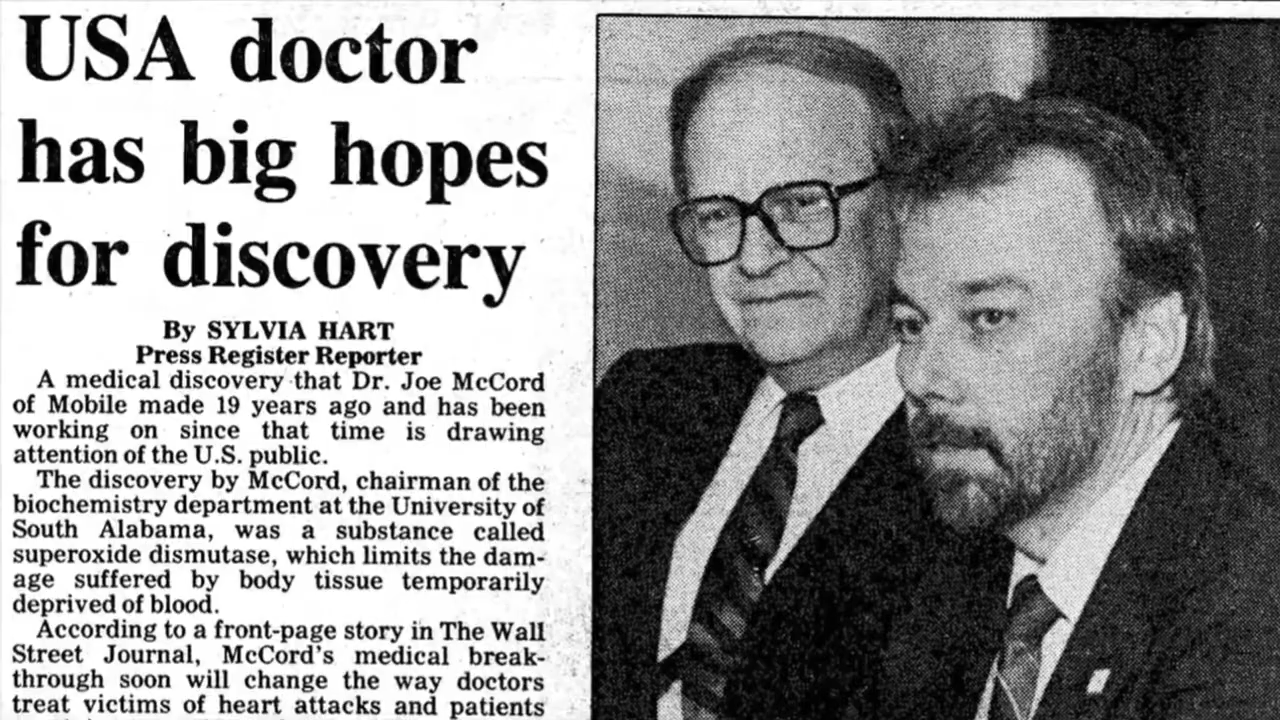 USA doctor
has big hopes
for discovery
By SYLVIA HART
Press Register Reporter
A medical discovery that Dr. Joe McCord
of Mobile made 19 years ago and has been
working on since that time is drawing
attention of the U.S. public.
The discovery by McCord, chairman of the
biochemistry department at the University of
South Alabama, was a substance called
superoxide dismutase, which limits the dam-
age suffered by body tissue temporarily
deprived of blood.
According to a front-page story in The Wall
Street Journal, McCord's medical break-
through soon will change the way doctors
treat victims of heart attacks and patients